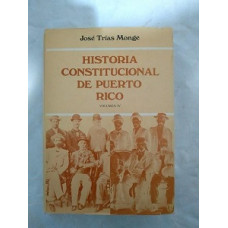 José Trías Monge
HISTORIA
CONSTITUCIONAL
DE PUERTO
RICO